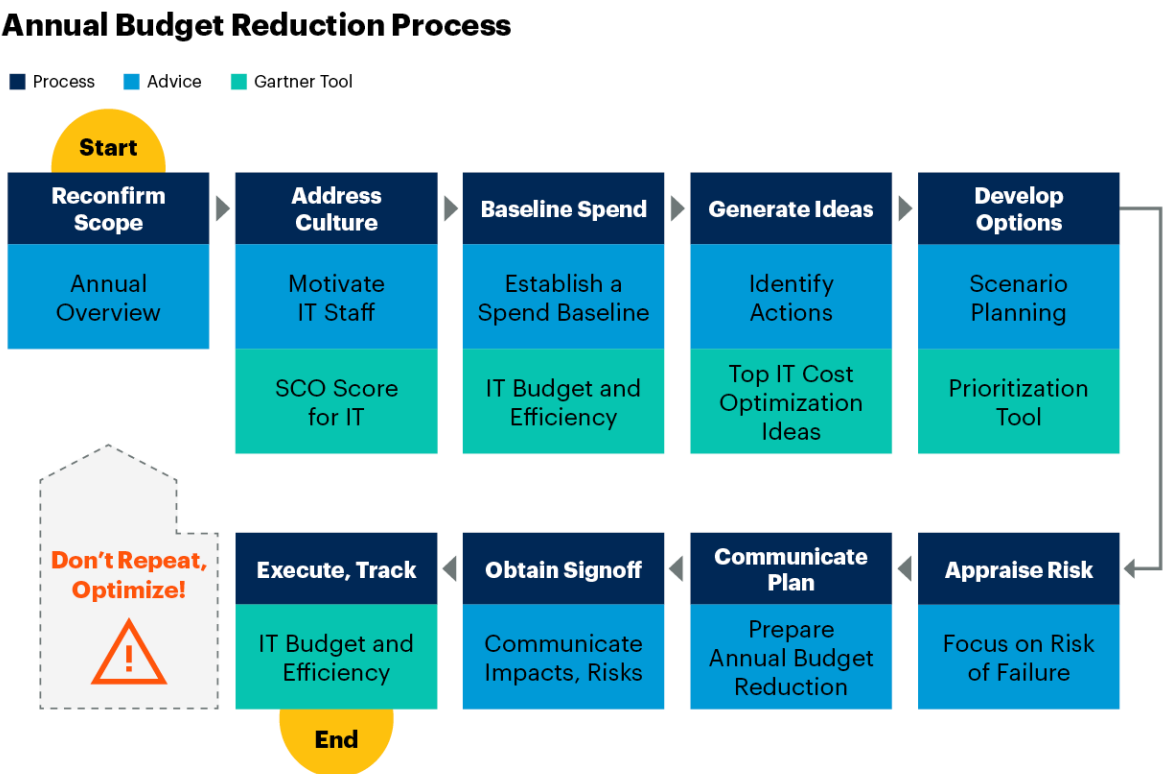 Annual Budget Reduction Process
Process
Advice
Gartner Tool
Start
Reconfirm
Scope
Annual
Overview
Address
Culture
Motivate
IT Staff
SCO Score
for IT
Baseline Spend
Establish a
Spend Baseline
IT Budget and
Efficiency
Generate Ideas
Identify
Actions
Top IT Cost
Optimization
Ideas
Develop
Options
Scenario
Planning
Prioritization
Tool
Appraise Risk
Focus on Risk
of Failure
Communicate
Plan
Prepare
Annual Budget
Reduction
Obtain Signoff
Communicate
Impacts, Risks
Execute, Track
IT Budget and
Efficiency
End
Don’t Repeat,
Optimize!
!